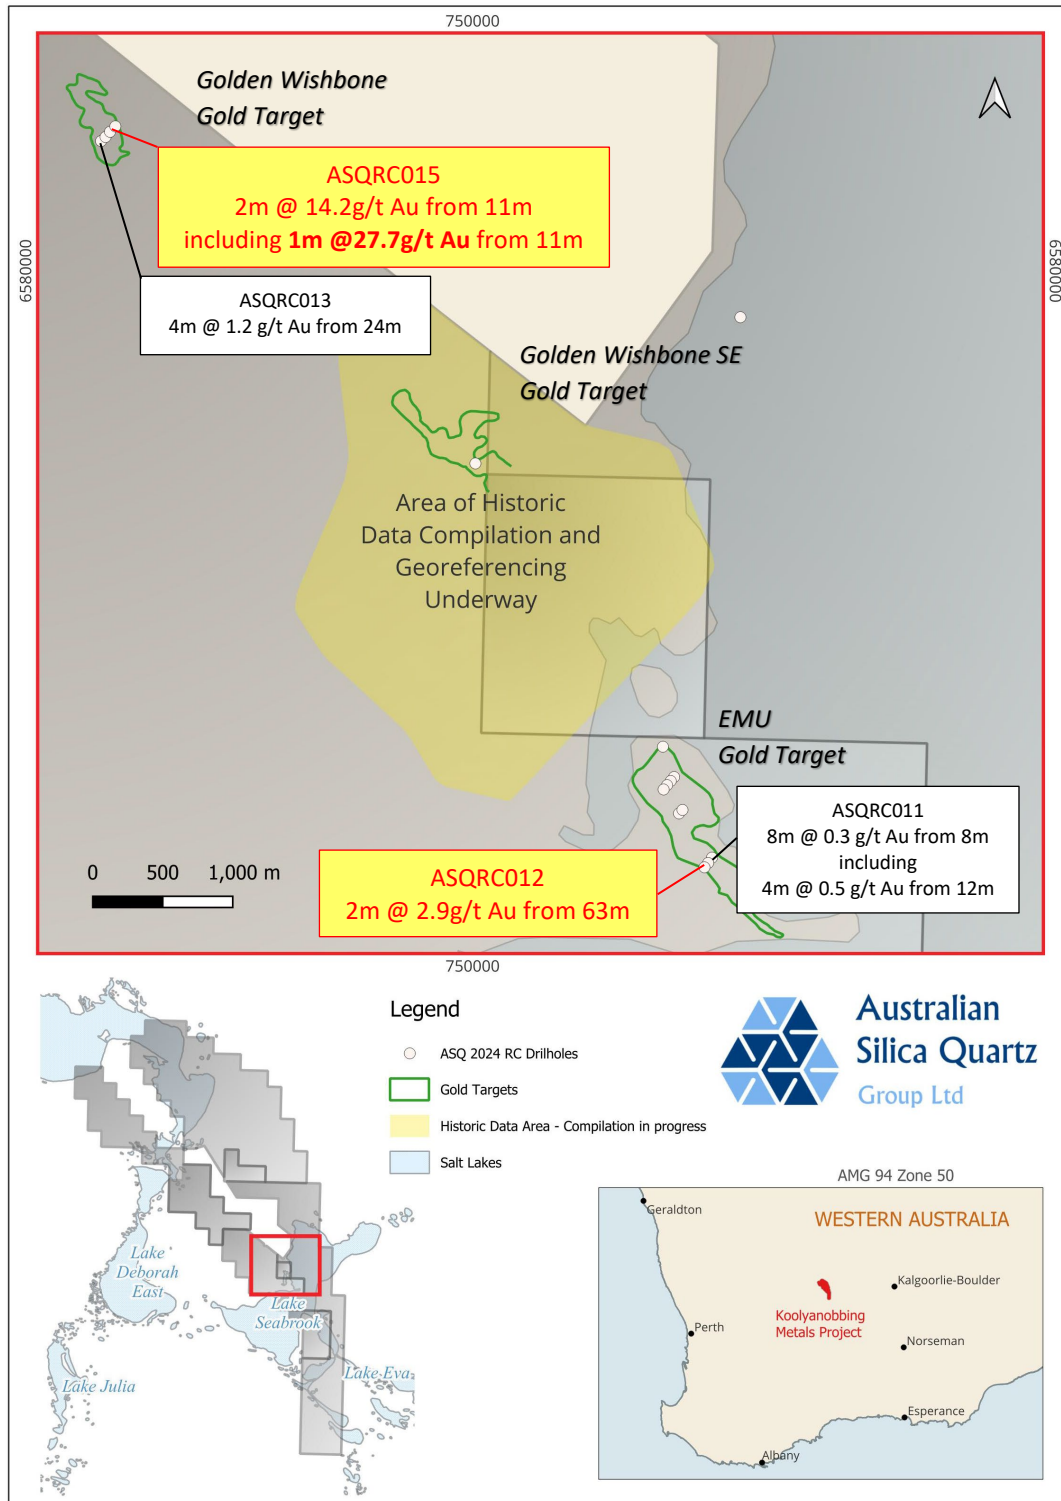 750000
Golden Wishbone
Gold Target
ASQRC015
2m @ 14.2g/t Au from 11m
including 1m @27.7g/t Au from 11m
6580000
6580000
ASQRC013
4m @ 1.2 g/t Au from 24m
Golden Wishbone SE
Gold Target
Area of Historic
Data Compilation and
Georeferencing
Underway
EMU
Gold Target
ASQRC011
8m @ 0.3 g/t Au from 8m
including
4m @ 0.5 g/t Au from 12m
0 500 1,000 m
ASQRC012
2m @ 2.9g/t Au from 63m
750000
Legend
ASQ 2024 RC Drilholes
Gold Targets
Historic Data Area - Compilation in progress
Salt Lakes
Australian
Silica Quartz
Group Ltd
AMG 94 Zone 50
Lake
Deborah
East
Lake
Seabrook
Lake Eva
Lake Julia
Geraldton
WESTERN AUSTRALIA
Kalgoorlie-Boulder
Koolyanobbing
Metals Project
Perth
Norseman
Esperance
Albany